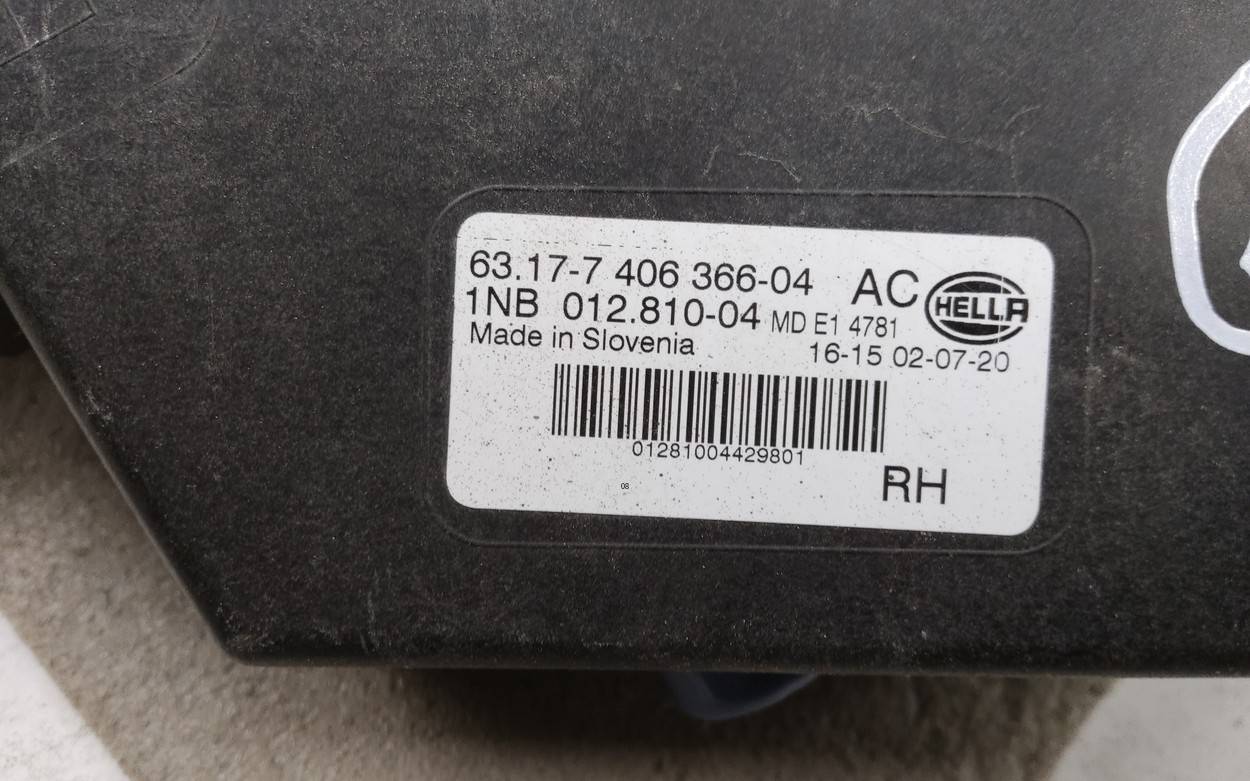 63.17-7 406 366-04 AC HELLA
1NB 012.810-04 MD E1 4781
Made in Slovenia 16-15 02-07-20
01281004429801
08
RH